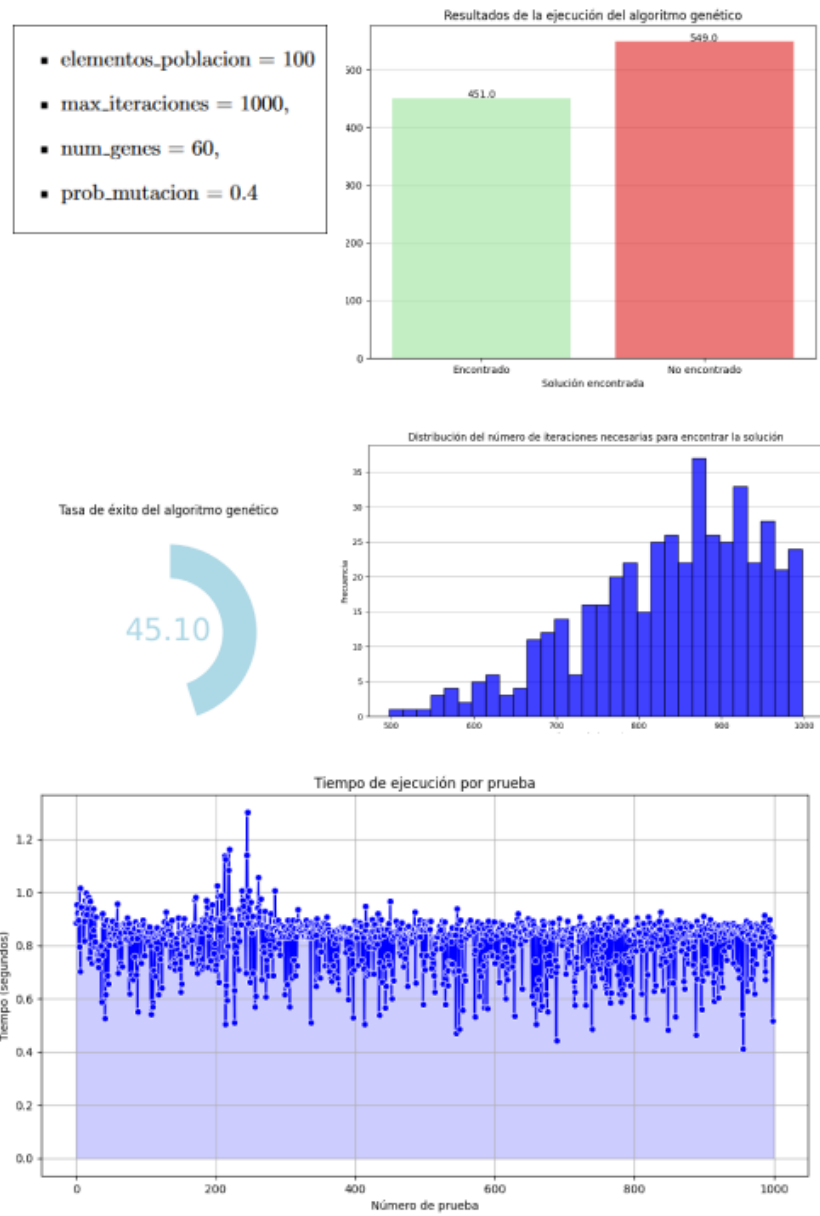 ▪ elementos_poblacion = 100
▪ max_iteraciones = 1000,
▪ num_genes = 60,
▪ prob_mutacion = 0.4
Resultados de la ejecución del algoritmo genético
549.0
500
451.0
400
300
200
100
0
Encontrado
No encontrado
Solución encontrada
Tasa de éxito del algoritmo genético
45.10
Distribución del número de iteraciones necesarias para encontrar la solución
35
30
25
20
15
10
5
0
Frecuencia
500 600 700 800 900 1000
Tiempo de ejecución por prueba
1.2
1.0
0.8
0.6
0.4
0.2
0.0
Tiempo (segundos)
0 200 400 600 800 1000
Número de prueba